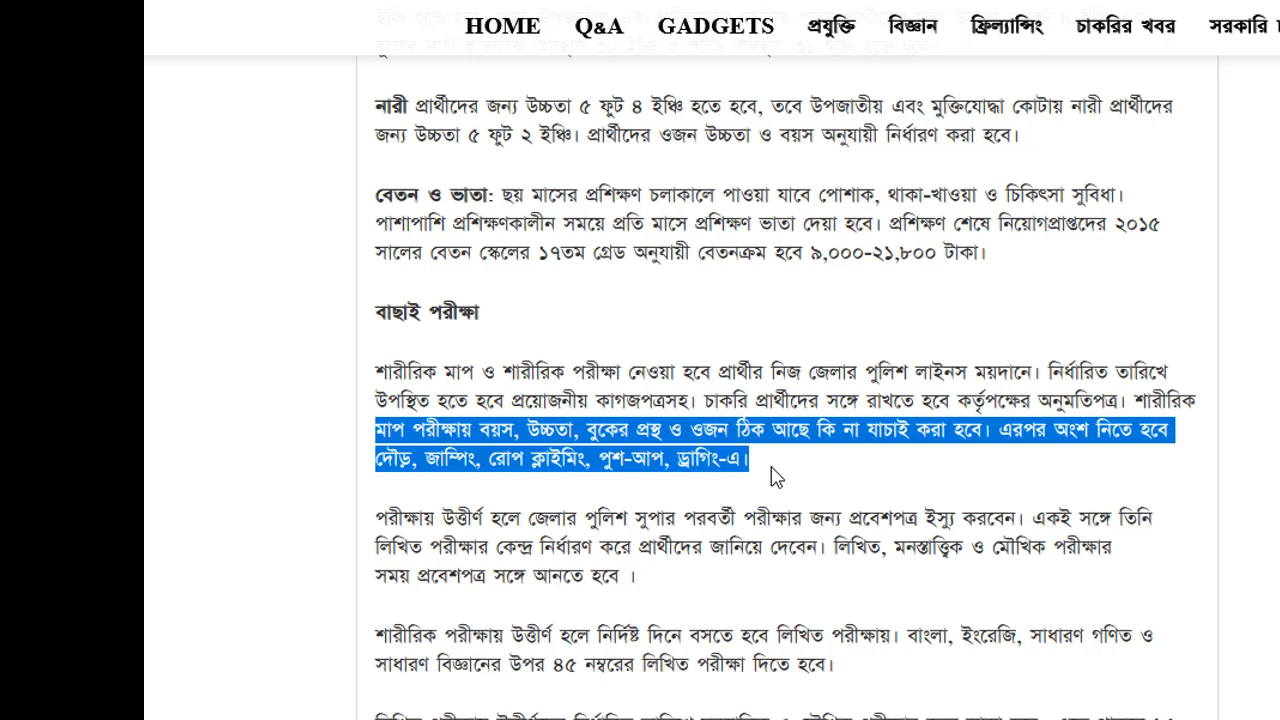 HOME Q&A GADGETS প্রযুক্তি বিজ্ঞান ফ্রিল্যান্সিং চাকরির খবর সরকারি
নারী প্রার্থীদের জন্য উচ্চতা ৫ ফুট ৪ ইঞ্চি হতে হবে, তবে উপজাতীয় এবং মুক্তিযোদ্ধা কোটায় নারী প্রার্থীদের
জন্য উচ্চতা ৫ ফুট ২ ইঞ্চি। প্রার্থীদের ওজন উচ্চতা ও বয়স অনুযায়ী নির্ধারণ করা হবে।
বেতন ও ভাতা: ছয় মাসের প্রশিক্ষণ চলাকালে পাওয়া যাবে পোশাক, থাকা-খাওয়া ও চিকিৎসা সুবিধা।
পাশাপাশি প্রশিক্ষণকালীন সময়ে প্রতি মাসে প্রশিক্ষণ ভাতা দেয়া হবে। প্রশিক্ষণ শেষে নিয়োগপ্রাপ্তদের ২০১৫
সালের বেতন স্কেলের ১৭তম গ্রেড অনুযায়ী বেতনক্রম হবে ৯,০০০-২১,৮০০ টাকা।
বাছাই পরীক্ষা
শারীরিক মাপ ও শারীরিক পরীক্ষা নেওয়া হবে প্রার্থীর নিজ জেলার পুলিশ লাইনস ময়দানে। নির্ধারিত তারিখে
উপস্থিত হতে হবে প্রয়োজনীয় কাগজপত্রসহ। চাকরি প্রার্থীদের সঙ্গে রাখতে হবে কর্তৃপক্ষের অনুমতিপত্র। শারীরিক
মাপ পরীক্ষায় বয়স, উচ্চতা, বুকের প্রস্থ ও ওজন ঠিক আছে কি না যাচাই করা হবে। এরপর অংশ নিতে হবে
দৌড়, জাম্পিং, রোপ ক্লাইমিং, পুশ-আপ, ড্রাগিং-এ।
পরীক্ষায় উত্তীর্ণ হলে জেলার পুলিশ সুপার পরবর্তী পরীক্ষার জন্য প্রবেশপত্র ইস্যু করবেন। একই সঙ্গে তিনি
লিখিত পরীক্ষার কেন্দ্র নির্ধারণ করে প্রার্থীদের জানিয়ে দেবেন। লিখিত, মনস্তাত্ত্বিক ও মৌখিক পরীক্ষার
সময় প্রবেশপত্র সঙ্গে আনতে হবে ।
শারীরিক পরীক্ষায় উত্তীর্ণ হলে নির্দিষ্ট দিনে বসতে হবে লিখিত পরীক্ষায়। বাংলা, ইংরেজি, সাধারণ গণিত ও
সাধারণ বিজ্ঞানের উপর ৪৫ নম্বরের লিখিত পরীক্ষা দিতে হবে।